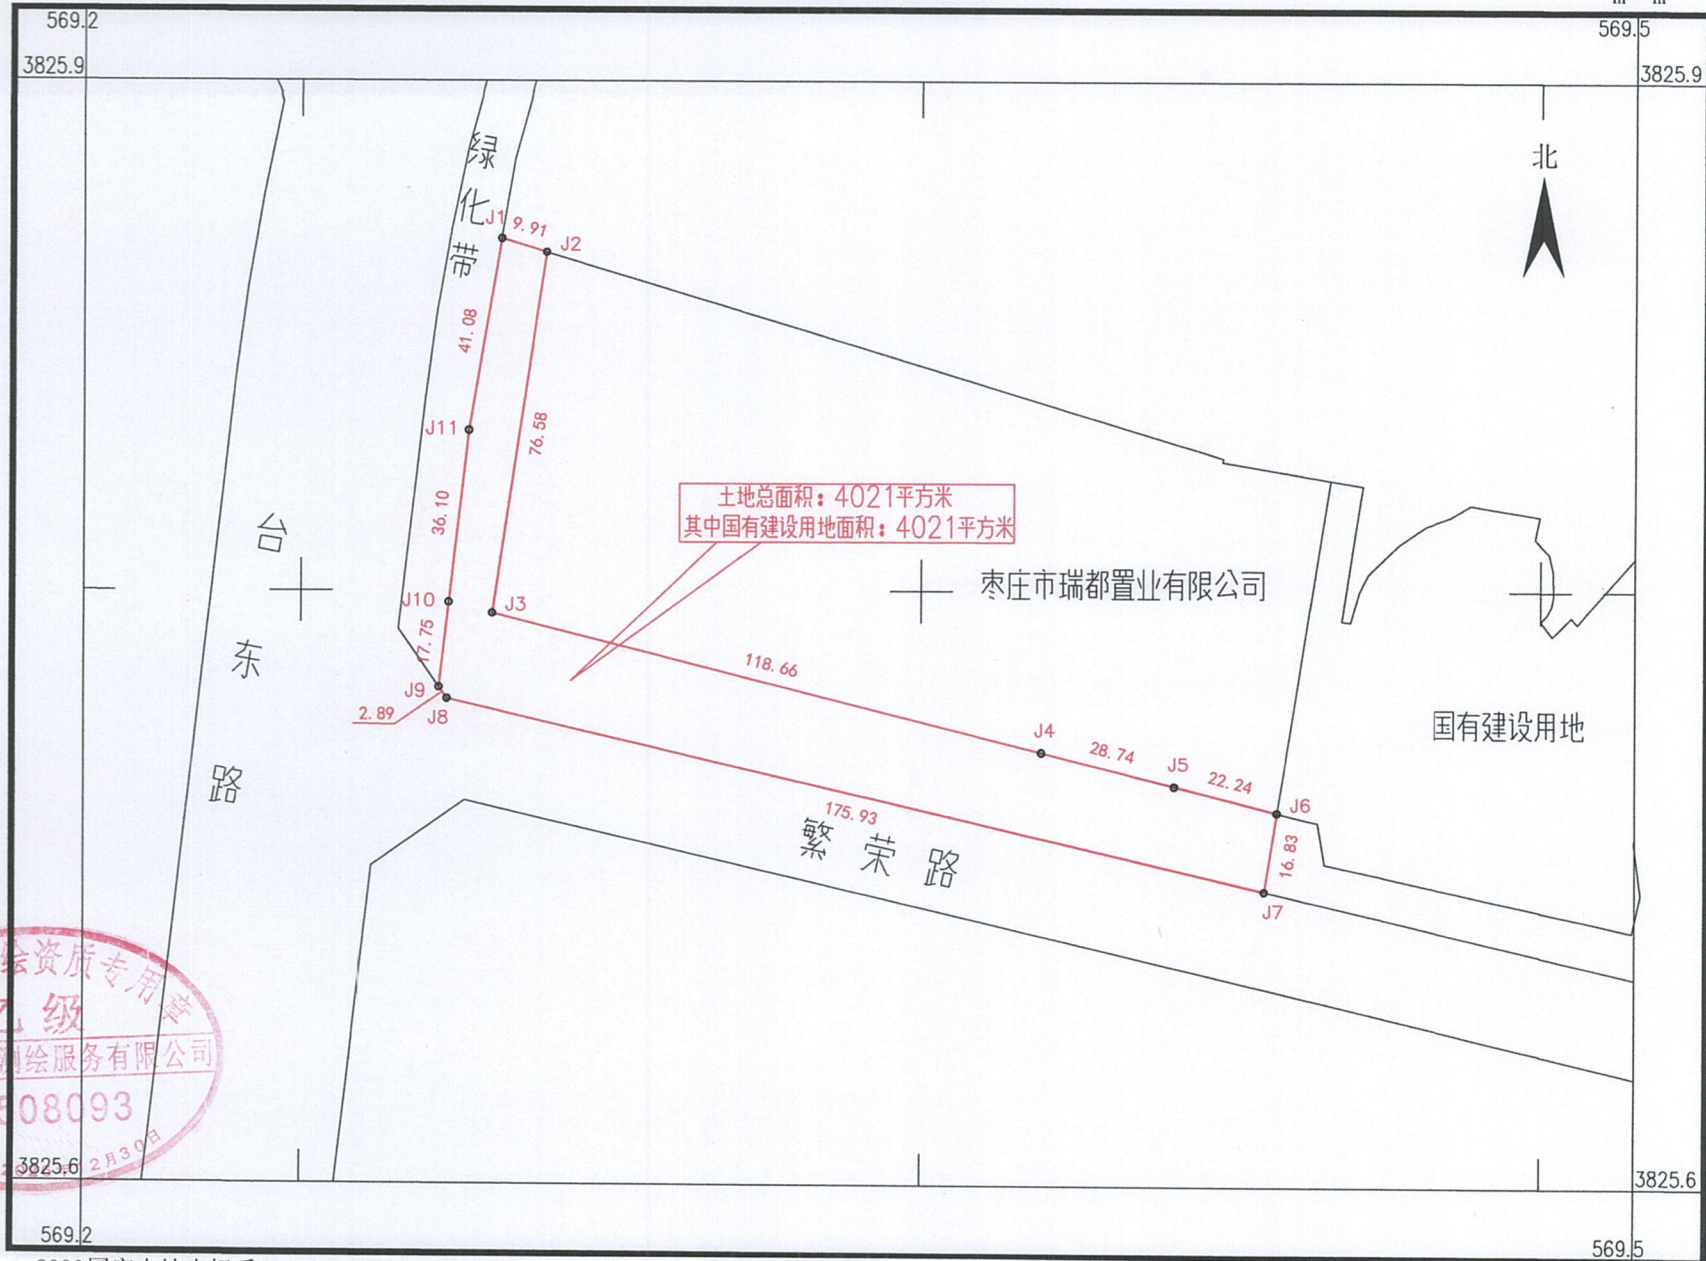 569.2
569.5
3825.9
3825.9
北
绿化带
J1
9.91
J2
41.08
J11
76.58
36.10
土地总面积：4021平方米
其中国有建设用地面积：4021平方米
台东路
枣庄市瑞都置业有限公司
J10
J3
17.75
118.66
J9
2.89
J8
J4
28.74
J5
22.24
J6
国有建设用地
175.93
繁荣路
16.83
J7
绘资质专用章
乙级
测绘服务有限公司
508093
2月30日
3825.6
3825.6
569.2
569.5